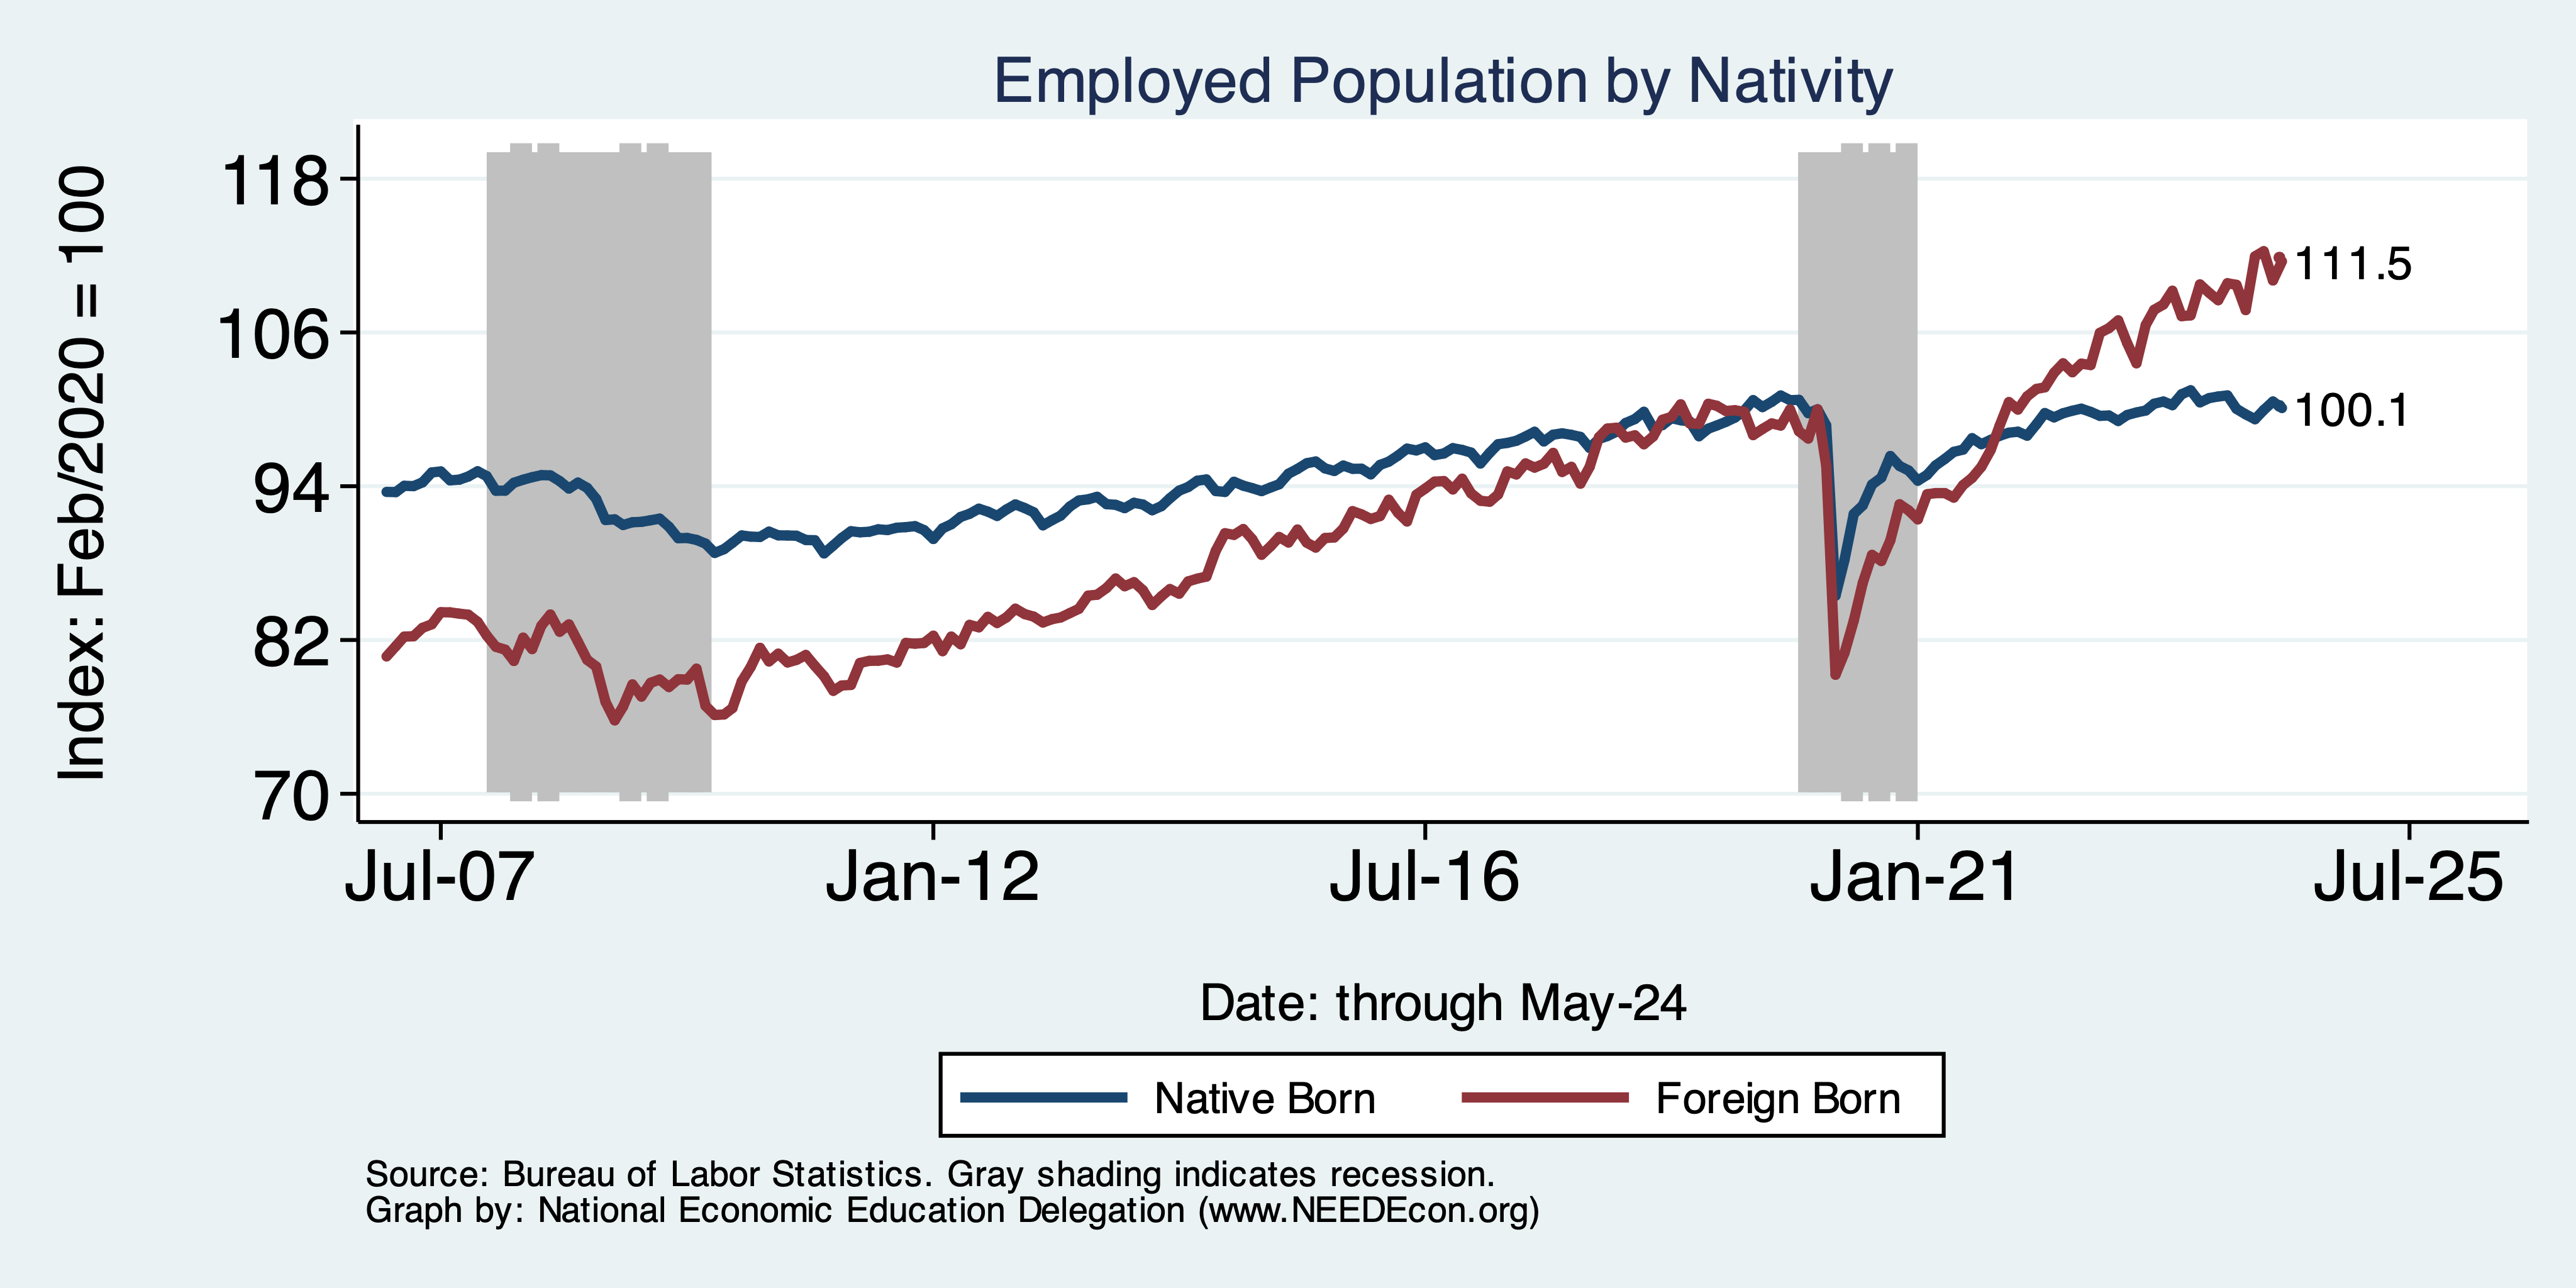 Employed Population by Nativity
Index: Feb/2020 = 100
118
106
94
82
70
111.5
100.1
Jul-07 Jan-12 Jul-16 Jan-21 Jul-25
Date: through May-24
Native Born Foreign Born
Source: Bureau of Labor Statistics. Gray shading indicates recession.
Graph by: National Economic Education Delegation (www.NEEDEcon.org)